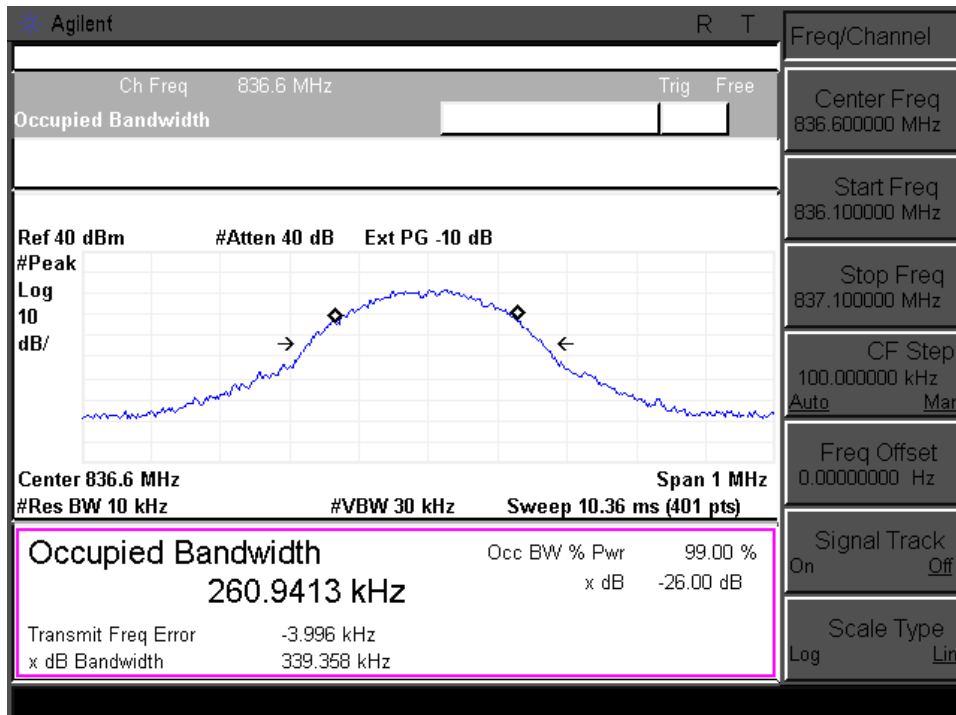 Agilent R T
Ch Freq 836.6 MHz Trig Free
Occupied Bandwidth
Ref 40 dBm #Atten 40 dB Ext PG -10 dB
#Peak
Log
10
dB/
Center 836.6 MHz Span 1 MHz
#Res BW 10 kHz #VBW 30 kHz Sweep 10.36 ms (401 pts)
Occupied Bandwidth
260.9413 kHz
Occ BW % Pwr 99.00 %
x dB -26.00 dB
Transmit Freq Error -3.996 kHz
x dB Bandwidth 339.358 kHz
Freq/Channel
Center Freq
836.600000 MHz
Start Freq
836.100000 MHz
Stop Freq
837.100000 MHz
CF Step
100.000000 kHz
Auto Mar
Freq Offset
0.00000000 Hz
Signal Track
On Off
Scale Type
Log Lin